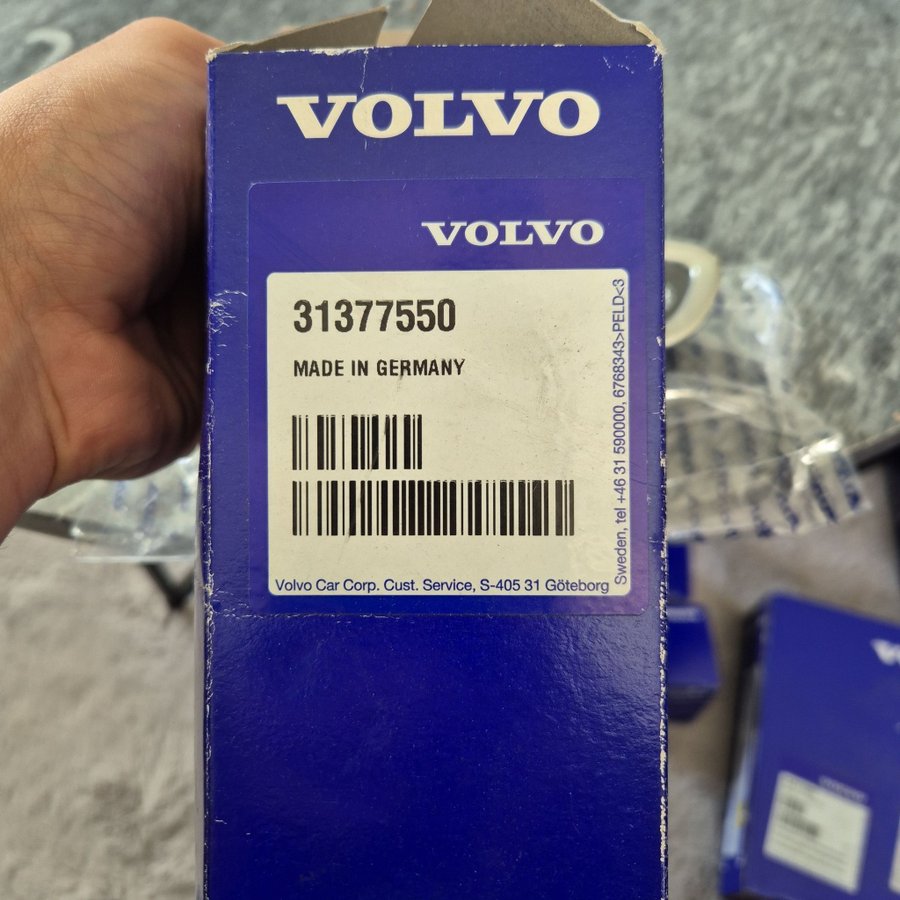 VOLVO
VOLVO
31377550
MADE IN GERMANY
Volvo Car Corp. Cust. Service, S-405 31 Göteborg
Sweden, tel +46 31 590000, 6768343>PELD<3
VOLVO